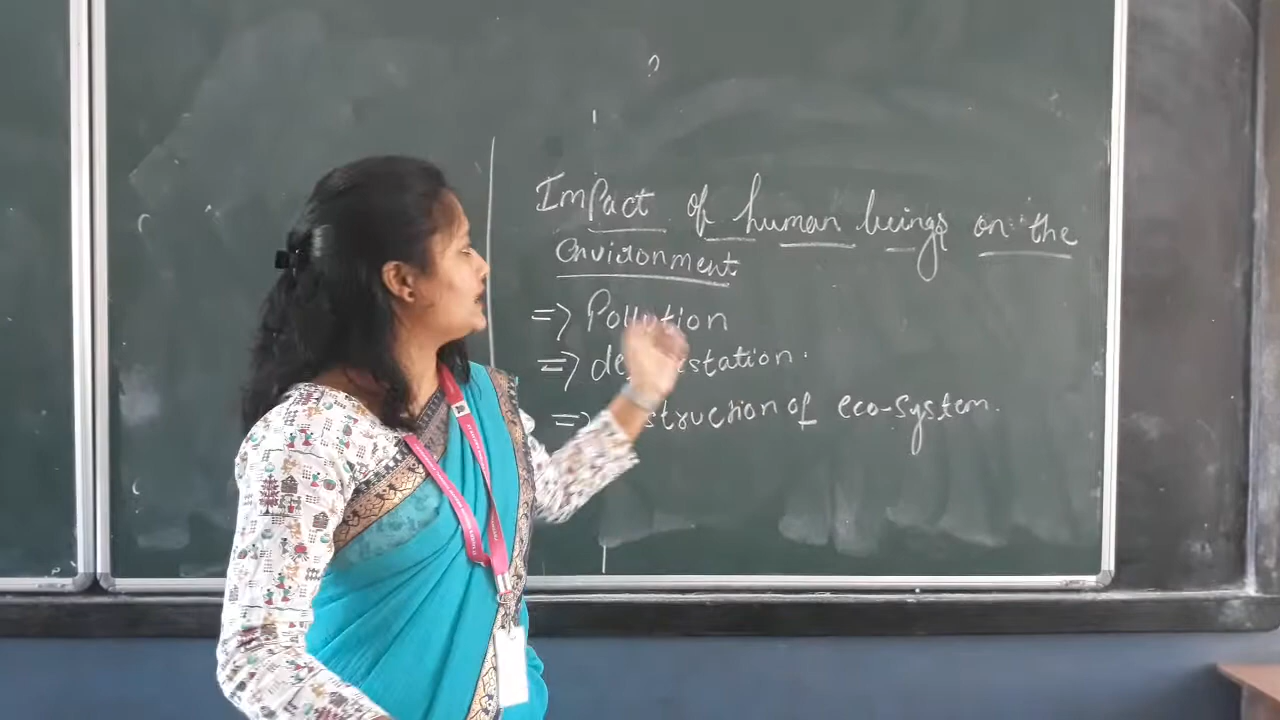 Impact of human beings on the
environment
=> Pollution
=> deforestation.
=> destruction of eco-system.